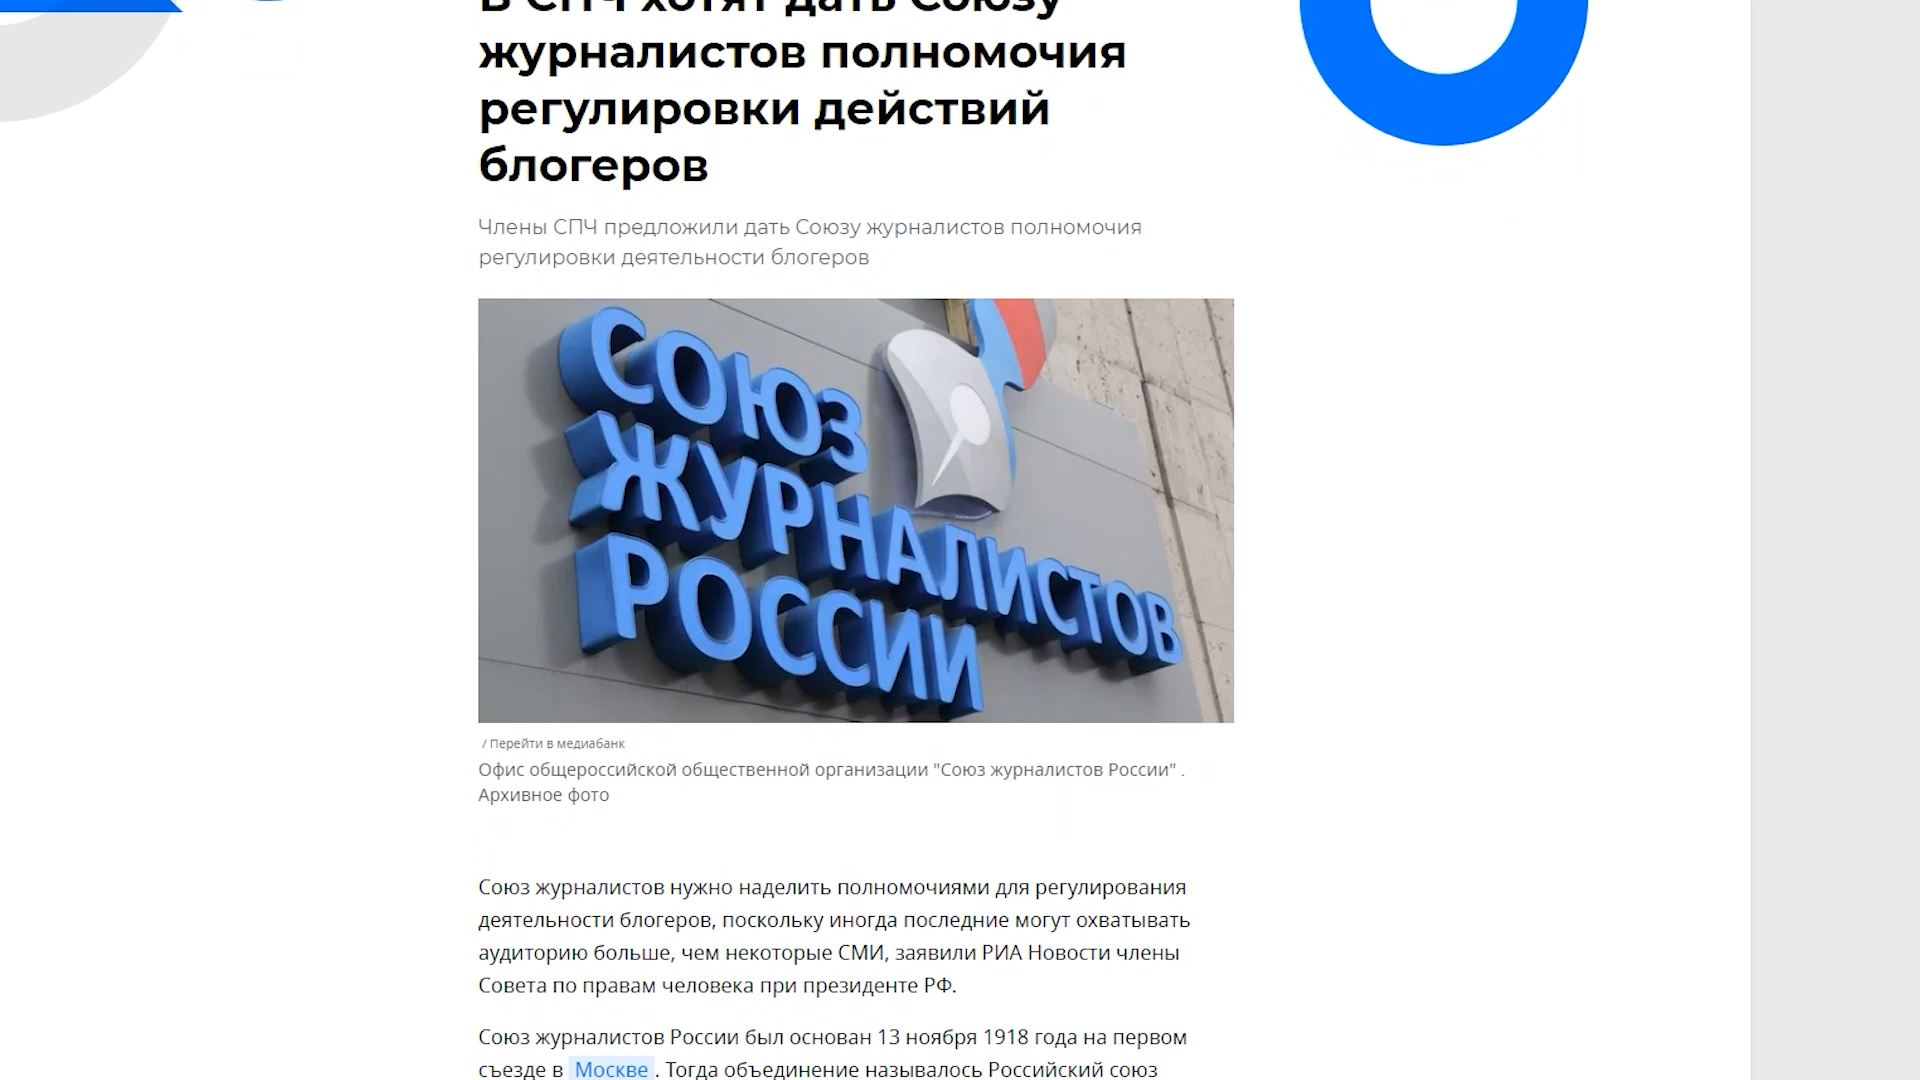 В СПЧ хотят дать Союзу
журналистов полномочия
регулировки действий
блогеров
Члены СПЧ предложили дать Союзу журналистов полномочия
регулировки деятельности блогеров
СОЮЗ
ЖУРНАЛИСТОВ
РОССИИ
/ Перейти в медиабанк
Офис общероссийской общественной организации "Союз журналистов России" .
Архивное фото
Союз журналистов нужно наделить полномочиями для регулирования
деятельности блогеров, поскольку иногда последние могут охватывать
аудиторию больше, чем некоторые СМИ, заявили РИА Новости члены
Совета по правам человека при президенте РФ.
Союз журналистов России был основан 13 ноября 1918 года на первом
съезде в Москве . Тогда объединение называлось Российский союз